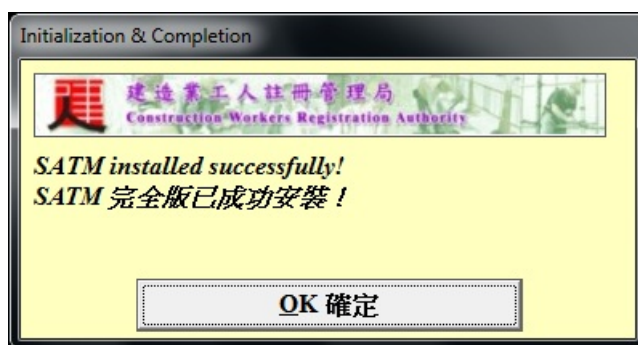 Initialization & Completion
建造業工人註冊管理局
Construction Workers Registration Authority
SATM installed successfully!
SATM 完全版已成功安裝！
OK 確定